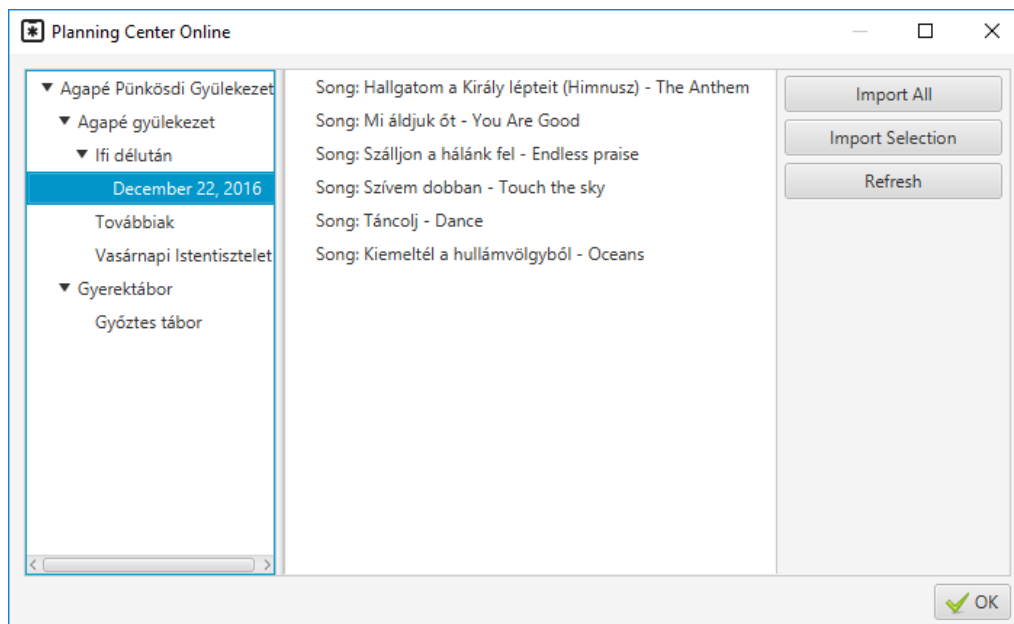 Planning Center Online
Agapé Pünkösdi Gyülekezet
Agapé gyülekezet
Ifi délután
December 22, 2016
Továbbiak
Vasárnapi Istentisztelet
Gyerektábor
Győztes tábor
Song: Hallgatom a Király lépteit (Himnusz) - The Anthem
Song: Mi áldjuk őt - You Are Good
Song: Szálljon a hálánk fel - Endless praise
Song: Szívem dobban - Touch the sky
Song: Táncolj - Dance
Song: Kiemeltél a hullámvölgyből - Oceans
Import All
Import Selection
Refresh
OK